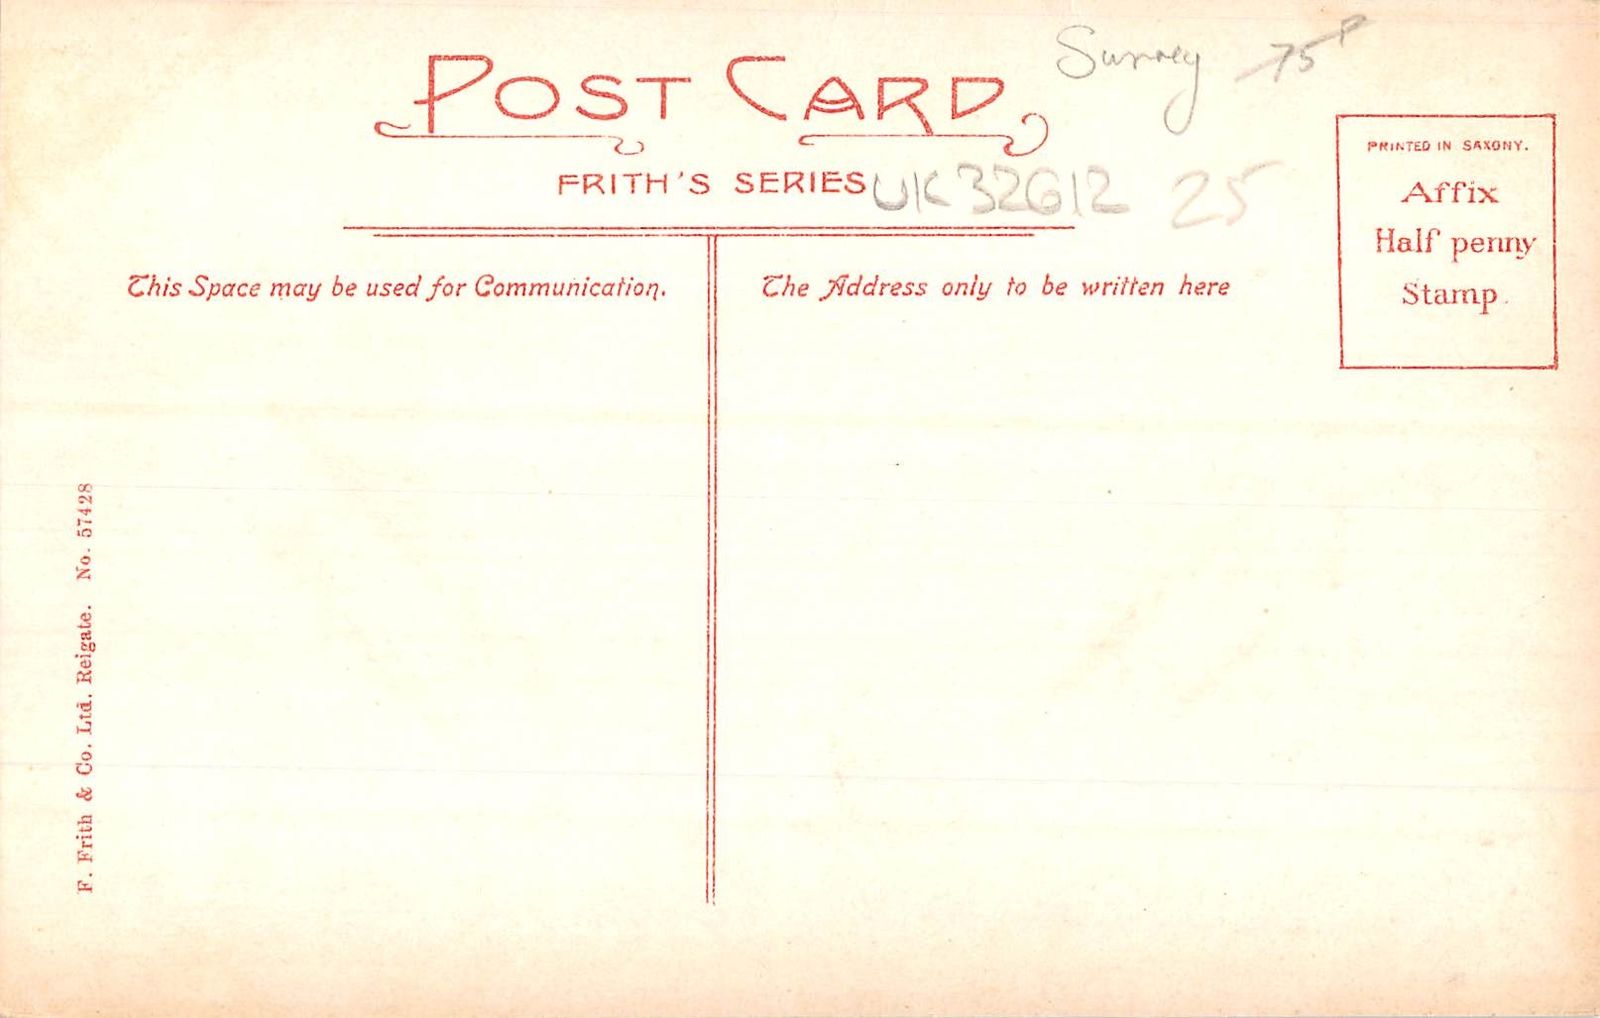 POST CARD
Surrey 75P
FRITH'S SERIES
UK32612 25
PRINTED IN SAXONY.
Affix
Half penny
Stamp.
This Space may be used for Communication.
The Address only to be written here
F. Frith & Co. Ltd. Reigate. No. 57428